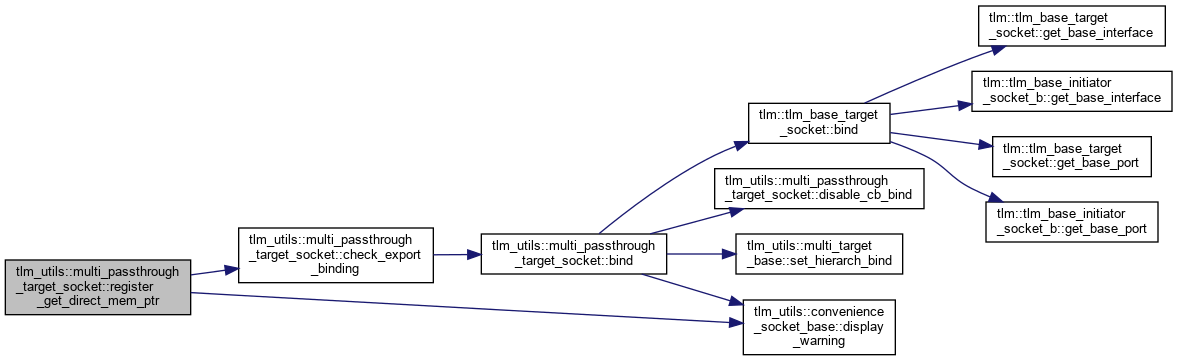 tlm_utils::multi_passthrough
_target_socket::register
_get_direct_mem_ptr
tlm_utils::multi_passthrough
_target_socket::check_export
_binding
tlm_utils::multi_passthrough
_target_socket::bind
tlm::tlm_base_target
_socket::bind
tlm::tlm_base_target
_socket::get_base_interface
tlm::tlm_base_initiator
_socket_b::get_base_interface
tlm::tlm_base_target
_socket::get_base_port
tlm::tlm_base_initiator
_socket_b::get_base_port
tlm_utils::multi_passthrough
_target_socket::disable_cb_bind
tlm_utils::multi_target
_base::set_hierarch_bind
tlm_utils::convenience
_socket_base::display
_warning